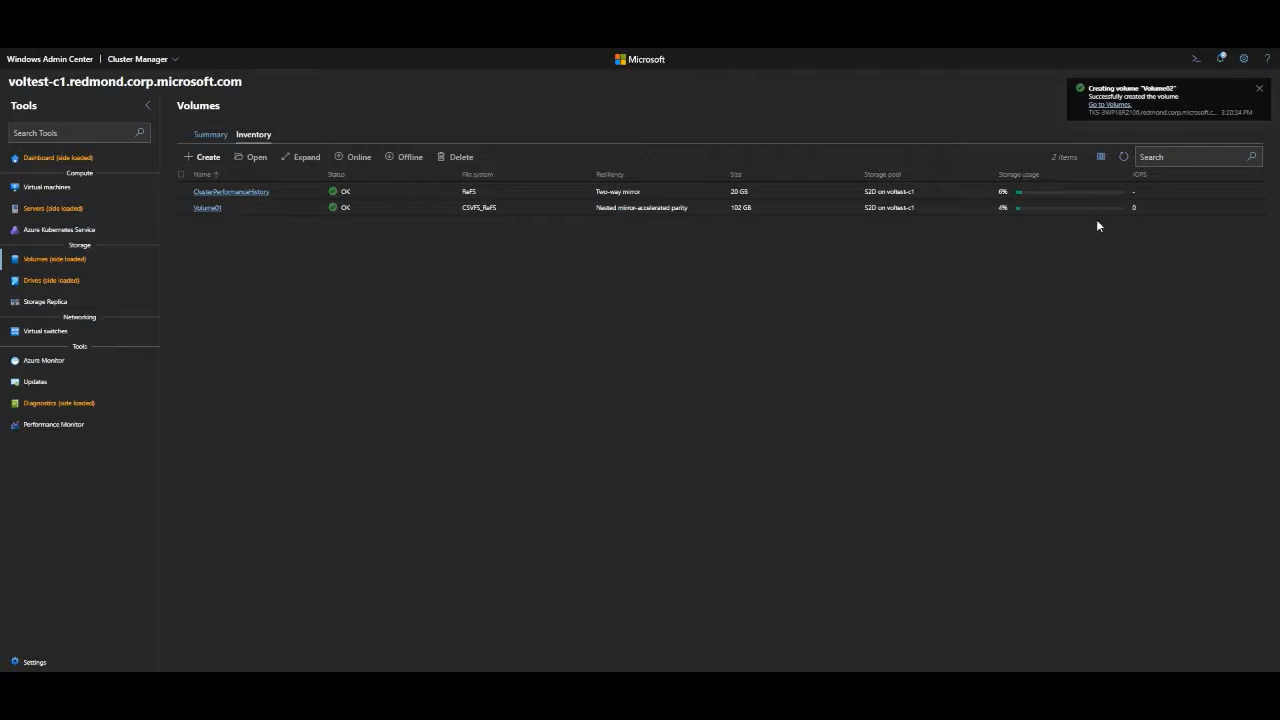 Windows Admin Center | Cluster Manager
Microsoft
voltest-c1.redmond.corp.microsoft.com
Tools
Search Tools
Dashboard (side loaded)
Compute
Virtual machines
Servers (side loaded)
Azure Kubernetes Service
Storage
Volumes (side loaded)
Drives (side loaded)
Storage Replica
Networking
Virtual switches
Tools
Azure Monitor
Updates
Diagnostics (side loaded)
Performance Monitor
Settings
Volumes
Summary Inventory
Create Open Expand Online Offline Delete 2 items Search
Name Status File system Resiliency Size Storage pool Storage usage IOPS
ClusterPerformanceHistory OK ReFS Two-way mirror 20 GB S2D on voltest-c1 6% -
Volume01 OK CSVFS_ReFS Nested mirror-accelerated parity 102 GB S2D on voltest-c1 4% 0
Creating volume "Volume02"
Successfully created the volume
Go to Volumes.
3:20:24 PM